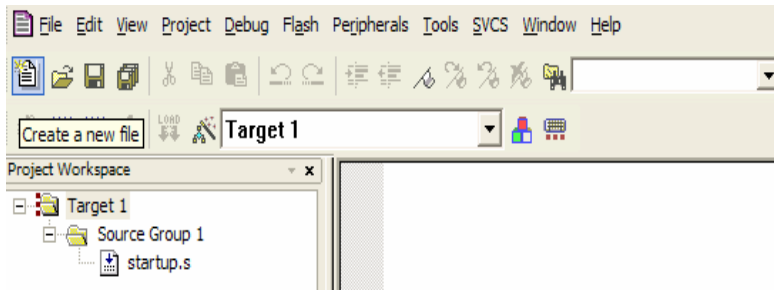 File Edit View Project Debug Flash Peripherals Tools SVCS Window Help
Create a new file LOAD Target 1
Project Workspace
Target 1
Source Group 1
startup.s